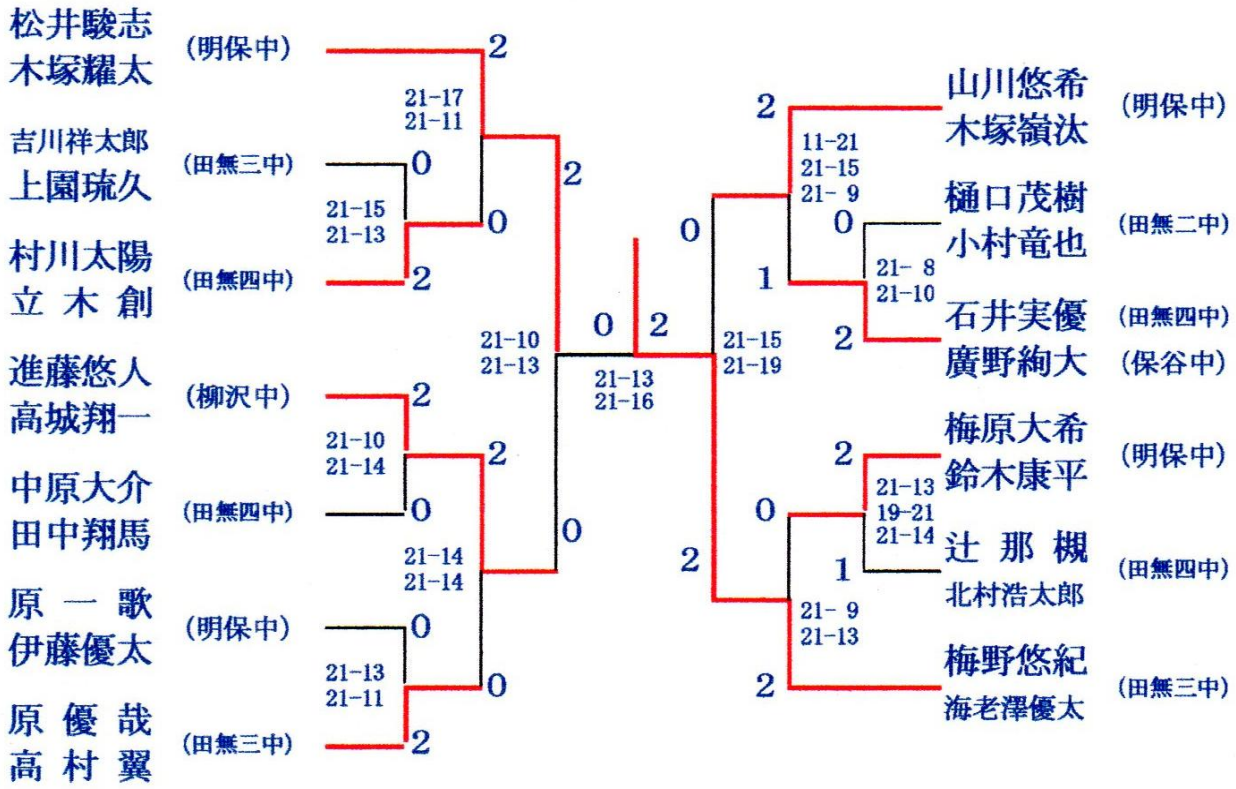 松井駿志
木塚耀太
(明保中)
2
21-17
21-11
吉川祥太郎
上園琉久
(田無三中)
0
21-15
21-13
0
村川太陽
立木創
(田無四中)
2
2
21-10
21-13
進藤悠人
高城翔一
(柳沢中)
2
21-10
21-14
2
中原大介
田中翔馬
(田無四中)
0
21-14
21-14
0
原一歌
伊藤優太
(明保中)
0
21-13
21-11
0
原優哉
高村翼
(田無三中)
2
0
2
21-13
21-16
山川悠希
木塚嶺汰
(明保中)
2
11-21
21-15
21- 9
0
樋口茂樹
小村竜也
(田無二中)
0
21- 8
21-10
1
石井実優
(田無四中)
廣野絢大
(保谷中)
2
21-15
21-19
梅原大希
鈴木康平
(明保中)
2
21-13
19-21
21-14
0
辻那槻
北村浩太郎
(田無四中)
1
2
21- 9
21-13
梅野悠紀
海老澤優太
(田無三中)
2